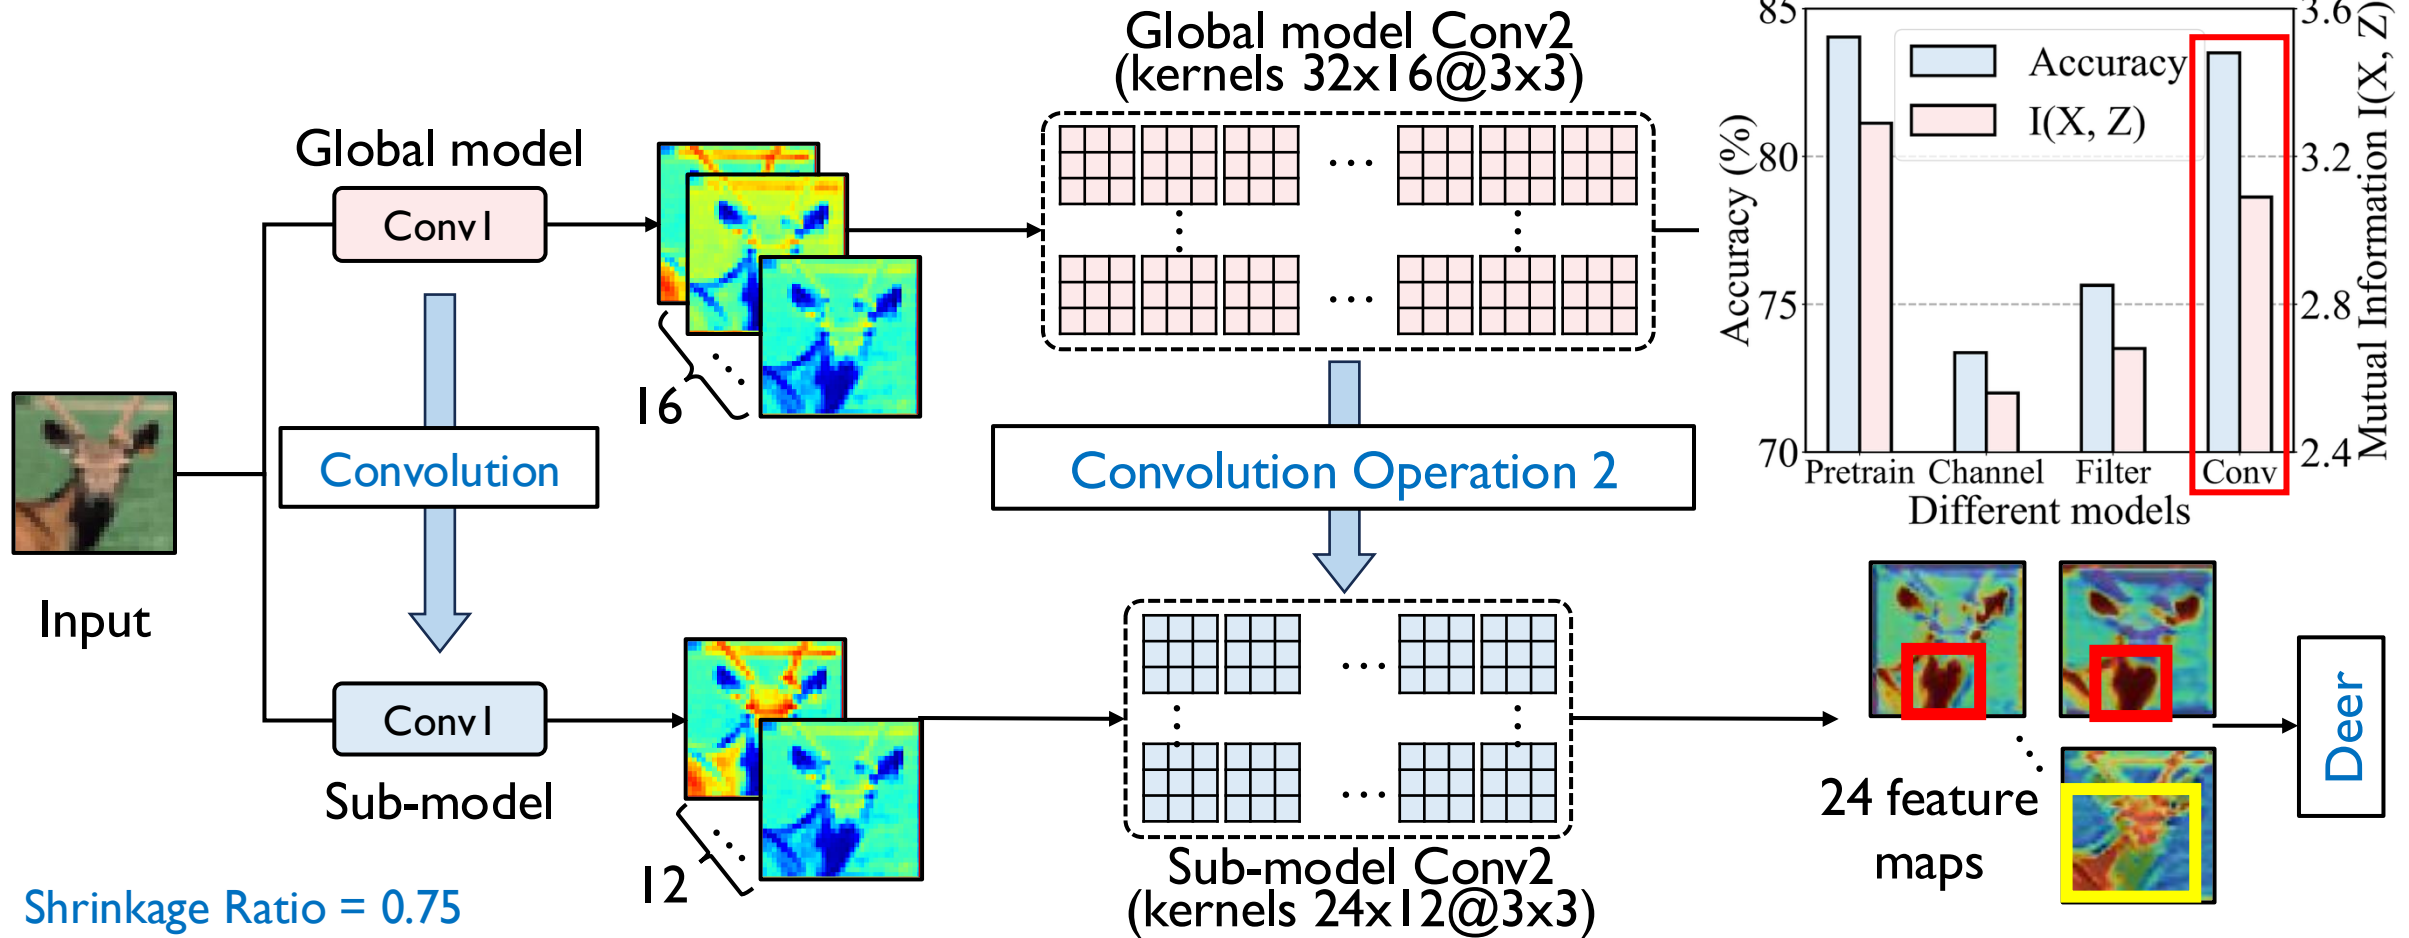 Global model
Conv1
16
Global model Conv2
(kernels 32x16@3x3)
Input
Convolution
Convolution Operation 2
Conv1
Sub-model
12
Sub-model Conv2
(kernels 24x12@3x3)
Shrinkage Ratio = 0.75
85
80
75
70
Accuracy (%)
Accuracy
I(X, Z)
3.6
3.2
2.8
2.4
Mutual Information I(X, Z)
Pretrain Channel Filter Conv
Different models
24 feature
maps
Deer